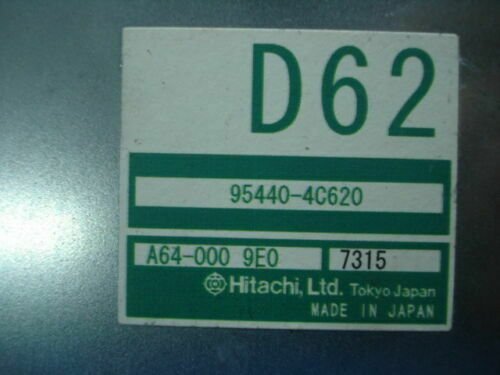 D62
95440-4C620
A64-000 9E0 7315
Hitachi, Ltd. Tokyo Japan
MADE IN JAPAN